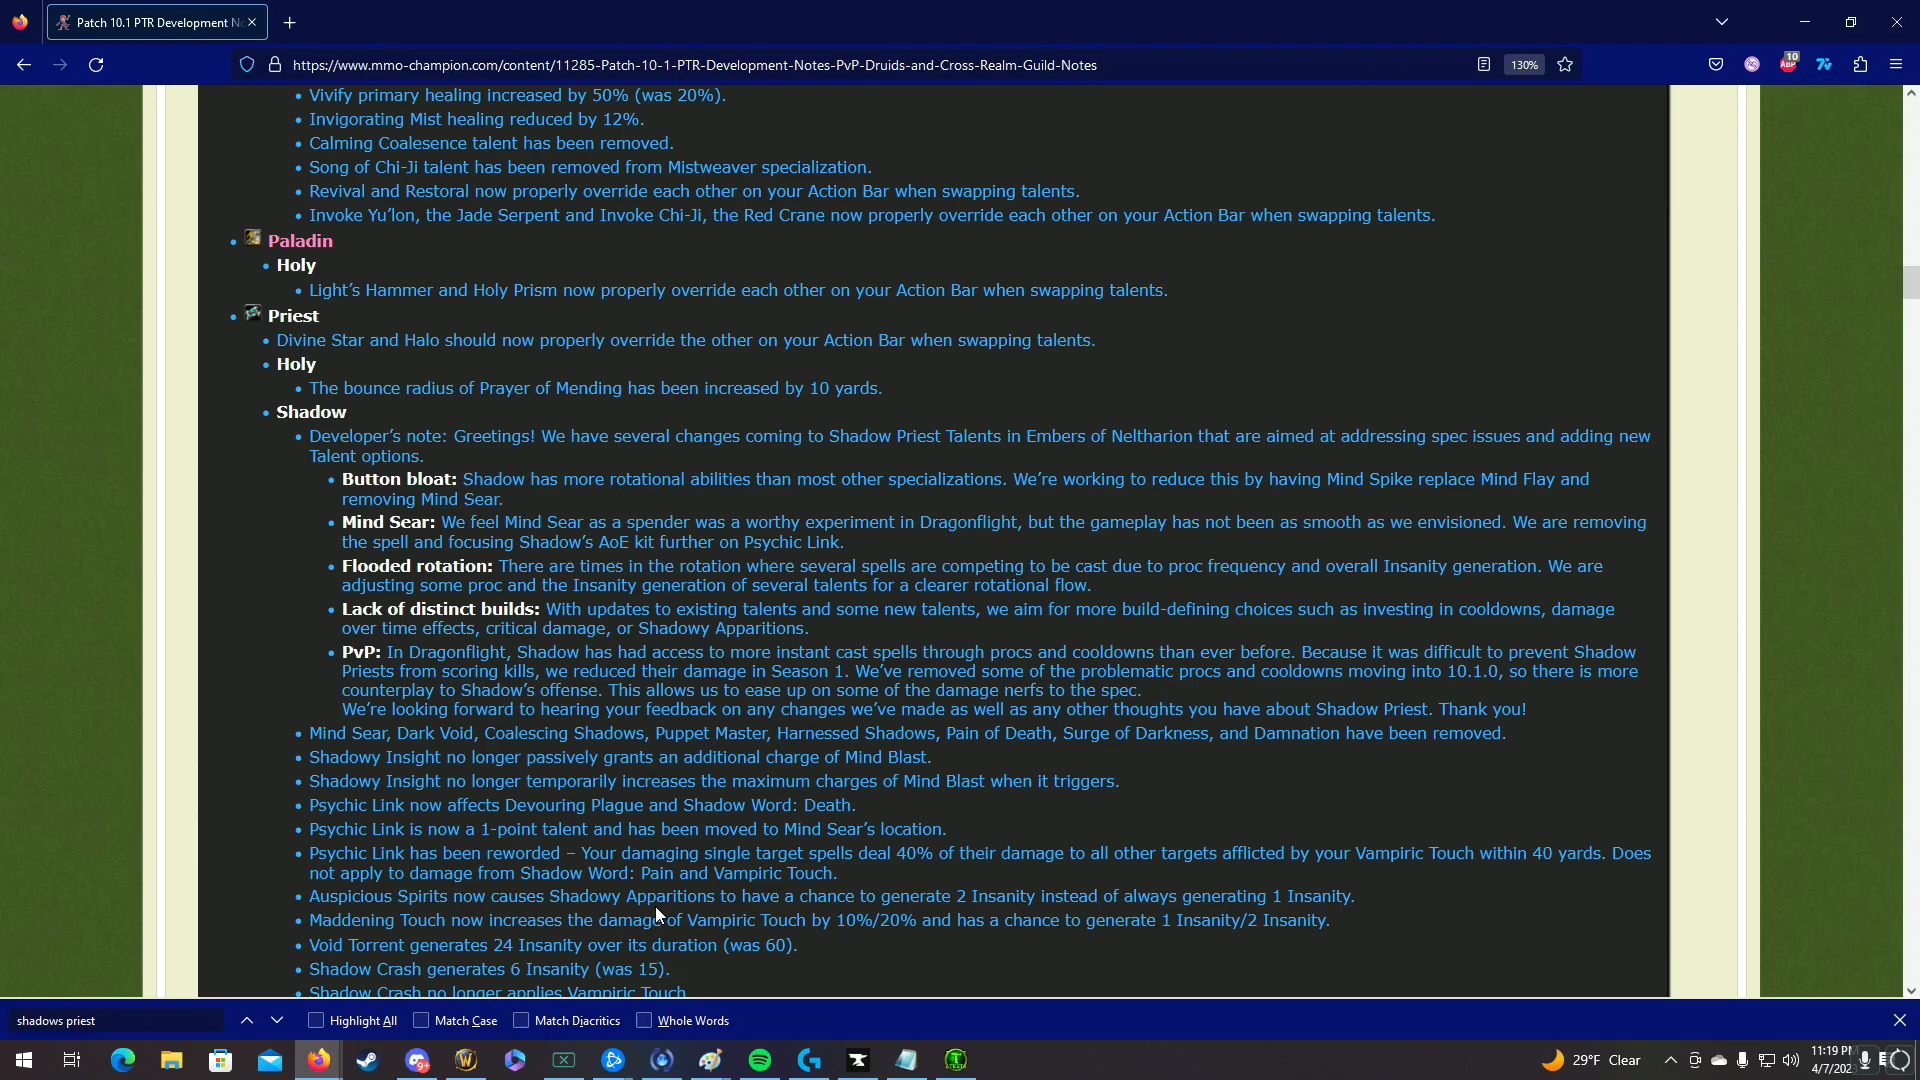 Patch 10.1 PTR Development N
https://www.mmo-champion.com/content/11285-Patch-10-1-PTR-Development-Notes-PvP-Druids-and-Cross-Realm-Guild-Notes
130%
10
ABP
Vivify primary healing increased by 50% (was 20%).
Invigorating Mist healing reduced by 12%.
Calming Coalesence talent has been removed.
Song of Chi-Ji talent has been removed from Mistweaver specialization.
Revival and Restoral now properly override each other on your Action Bar when swapping talents.
Invoke Yu'lon, the Jade Serpent and Invoke Chi-Ji, the Red Crane now properly override each other on your Action Bar when swapping talents.
Paladin
Holy
Light's Hammer and Holy Prism now properly override each other on your Action Bar when swapping talents.
Priest
Divine Star and Halo should now properly override the other on your Action Bar when swapping talents.
Holy
The bounce radius of Prayer of Mending has been increased by 10 yards.
Shadow
Developer's note: Greetings! We have several changes coming to Shadow Priest Talents in Embers of Neltharion that are aimed at addressing spec issues and adding new
Talent options.
Button bloat: Shadow has more rotational abilities than most other specializations. We're working to reduce this by having Mind Spike replace Mind Flay and
removing Mind Sear.
Mind Sear: We feel Mind Sear as a spender was a worthy experiment in Dragonflight, but the gameplay has not been as smooth as we envisioned. We are removing
the spell and focusing Shadow's AoE kit further on Psychic Link.
Flooded rotation: There are times in the rotation where several spells are competing to be cast due to proc frequency and overall Insanity generation. We are
adjusting some proc and the Insanity generation of several talents for a clearer rotational flow.
Lack of distinct builds: With updates to existing talents and some new talents, we aim for more build-defining choices such as investing in cooldowns, damage
over time effects, critical damage, or Shadowy Apparitions.
PvP: In Dragonflight, Shadow has had access to more instant cast spells through procs and cooldowns than ever before. Because it was difficult to prevent Shadow
Priests from scoring kills, we reduced their damage in Season 1. We've removed some of the problematic procs and cooldowns moving into 10.1.0, so there is more
counterplay to Shadow's offense. This allows us to ease up on some of the damage nerfs to the spec.
We're looking forward to hearing your feedback on any changes we've made as well as any other thoughts you have about Shadow Priest. Thank you!
Mind Sear, Dark Void, Coalescing Shadows, Puppet Master, Harnessed Shadows, Pain of Death, Surge of Darkness, and Damnation have been removed.
Shadowy Insight no longer passively grants an additional charge of Mind Blast.
Shadowy Insight no longer temporarily increases the maximum charges of Mind Blast when it triggers.
Psychic Link now affects Devouring Plague and Shadow Word: Death.
Psychic Link is now a 1-point talent and has been moved to Mind Sear's location.
Psychic Link has been reworded – Your damaging single target spells deal 40% of their damage to all other targets afflicted by your Vampiric Touch within 40 yards. Does
not apply to damage from Shadow Word: Pain and Vampiric Touch.
Auspicious Spirits now causes Shadowy Apparitions to have a chance to generate 2 Insanity instead of always generating 1 Insanity.
Maddening Touch now increases the damage of Vampiric Touch by 10%/20% and has a chance to generate 1 Insanity/2 Insanity.
Void Torrent generates 24 Insanity over its duration (was 60).
Shadow Crash generates 6 Insanity (was 15).
Shadow Crash no longer applies Vampiric Touch
shadows priest
Highlight All
Match Case
Match Diacritics
Whole Words
9+
29°F Clear
11:19 P
4/7/202